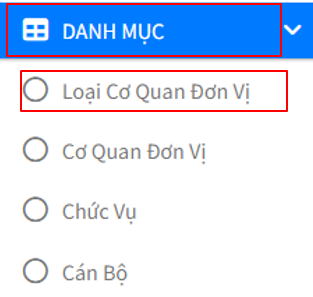 DANH MỤC
Loại Cơ Quan Đơn Vị
Cơ Quan Đơn Vị
Chức Vụ
Cán Bộ